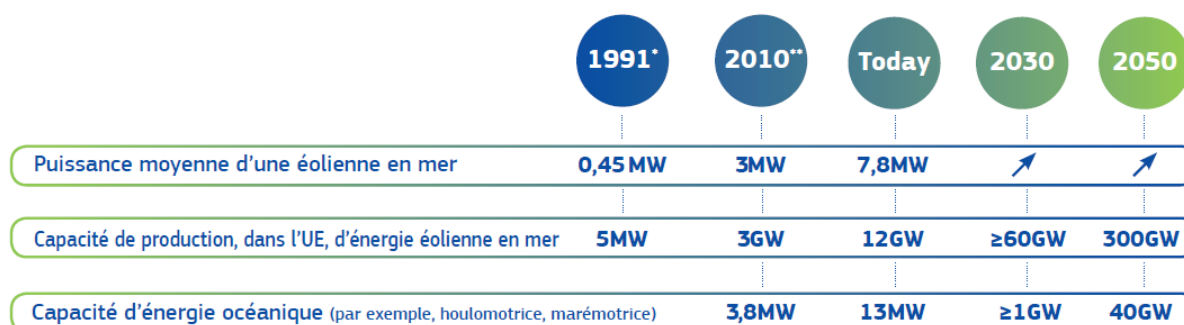 1991* 2010** Today 2030 2050
Puissance moyenne d'une éolienne en mer 0,45 MW 3MW 7,8MW
Capacité de production, dans l'UE, d'énergie éolienne en mer 5MW 3GW 12GW ≥60GW 300GW
Capacité d'énergie océanique (par exemple, houlomotrice, marémotrice) 3,8MW 13MW ≥1GW 40GW